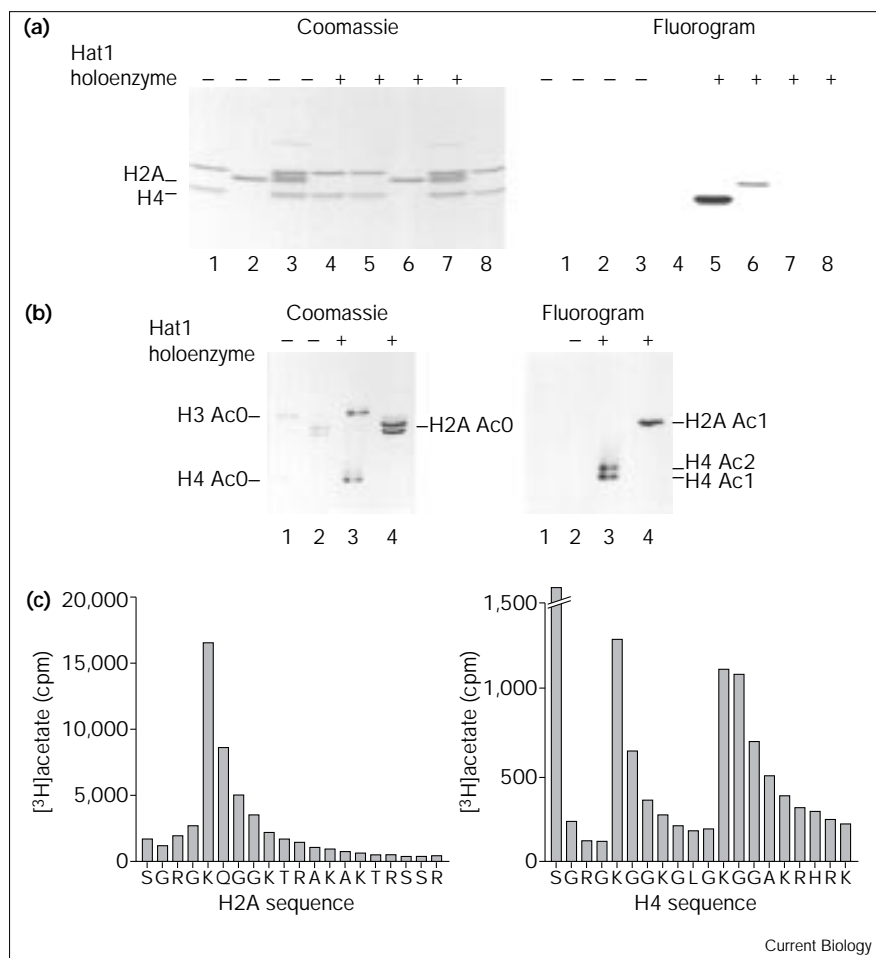 (a)
Coomassie Fluorogram
Hat1
holoenzyme – – – – + + + + – – – – + + + +
H2A
H4
1 2 3 4 5 6 7 8 1 2 3 4 5 6 7 8
(b)
Coomassie Fluorogram
Hat1
holoenzyme – – + + – + +
H3 Ac0 H2A Ac0 H2A Ac1
H4 Ac0 H4 Ac2
H4 Ac1
1 2 3 4 1 2 3 4
(c)
[³H]acetate (cpm)
20,000
15,000
10,000
5,000
0
S G R G K Q G G K T R A K A K T R S S R
H2A sequence
[³H]acetate (cpm)
1,500
1,000
500
0
S G R G K G G K G L G K G G A K R H R K
H4 sequence
Current Biology